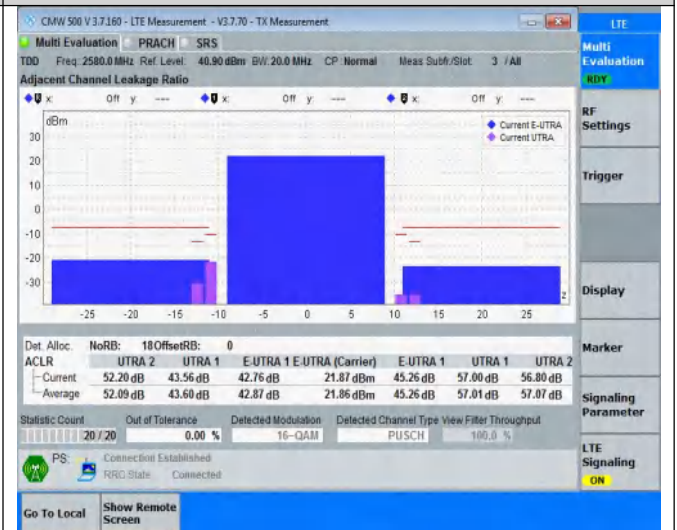 CMW 500 V 3.7.160 - LTE Measurement - V3.7.70 - TX Measurement
LTE
Multi Evaluation PRACH SRS
Multi Evaluation
RDY
TDD Freq: 2580.0 MHz Ref. Level: 40.90 dBm BW: 20.0 MHz CP: Normal Meas Subfr./Slot: 3 / All
Adjacent Channel Leakage Ratio
x: Off y: --- x: Off y: --- x: Off y: ---
RF Settings
dBm
Current E-UTRA
Current UTRA
30
20
10
0
-10
-20
-30
Trigger
Display
z
-25 -20 -15 -10 -5 0 5 10 15 20 25
Marker
Det. Alloc. NoRB: 18 OffsetRB: 0
ACLR UTRA 2 UTRA 1 E-UTRA 1 E-UTRA (Carrier) E-UTRA 1 UTRA 1 UTRA 2
Current 52.20 dB 43.56 dB 42.76 dB 21.87 dBm 45.26 dB 57.00 dB 56.80 dB
Average 52.09 dB 43.60 dB 42.87 dB 21.86 dBm 45.26 dB 57.01 dB 57.07 dB
Signaling Parameter
Statistic Count Out of Tolerance Detected Modulation Detected Channel Type View Filter Throughput
20 / 20 0.00 % 16-QAM PUSCH 100.0 %
PS: Connection Established
RRC State Connected
LTE Signaling
ON
Go To Local
Show Remote Screen